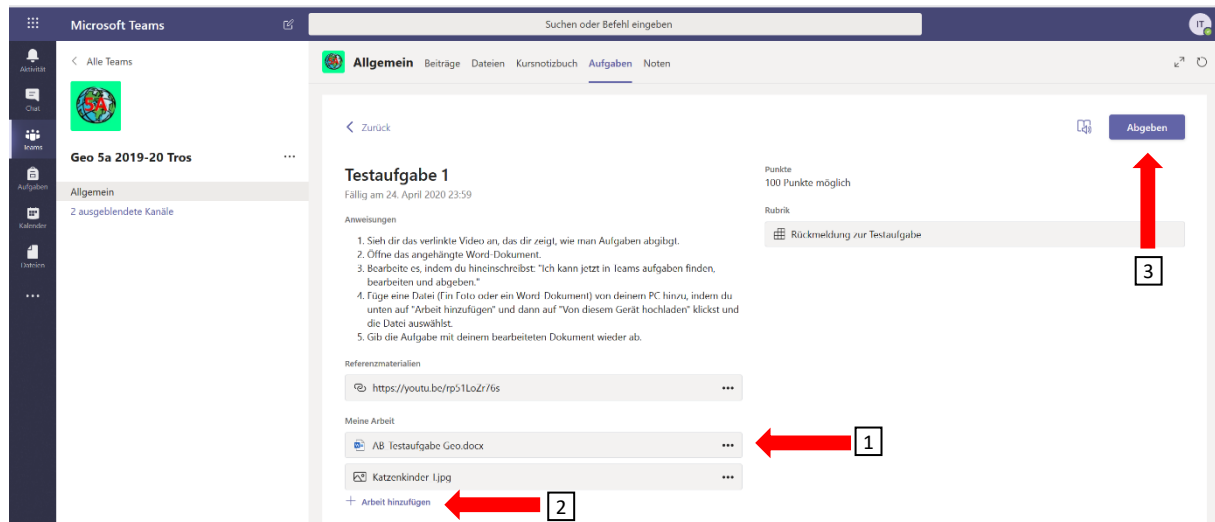 Microsoft Teams
Suchen oder Befehl eingeben
IT
Aktivität
Chat
Teams
Aufgaben
Kalender
Dateien
Alle Teams
5A
Geo 5a 2019-20 Tros
Allgemein
2 ausgeblendete Kanäle
Allgemein Beiträge Dateien Kursnotizbuch Aufgaben Noten
Zurück
Abgeben
Testaufgabe 1
Fällig am 24. April 2020 23:59
Anweisungen
1. Sieh dir das verlinkte Video an, das dir zeigt, wie man Aufgaben abgibgt.
2. Öffne das angehängte Word-Dokument.
3. Bearbeite es, indem du hineinschreibst: "Ich kann jetzt in Teams aufgaben finden,
bearbeiten und abgeben."
4. Füge eine Datei (Ein Foto oder ein Word Dokument) von deinem PC hinzu, indem du
unten auf "Arbeit hinzufügen" und dann auf "Von diesem Gerät hochladen" klickst und
die Datei auswählst.
5. Gib die Aufgabe mit deinem bearbeiteten Dokument wieder ab.
Referenzmaterialien
https://youtu.be/rp51LoZr76s
Meine Arbeit
AB Testaufgabe Geo.docx
Katzenkinder I.jpg
+ Arbeit hinzufügen
Punkte
100 Punkte möglich
Rubrik
Rückmeldung zur Testaufgabe
1
2
3